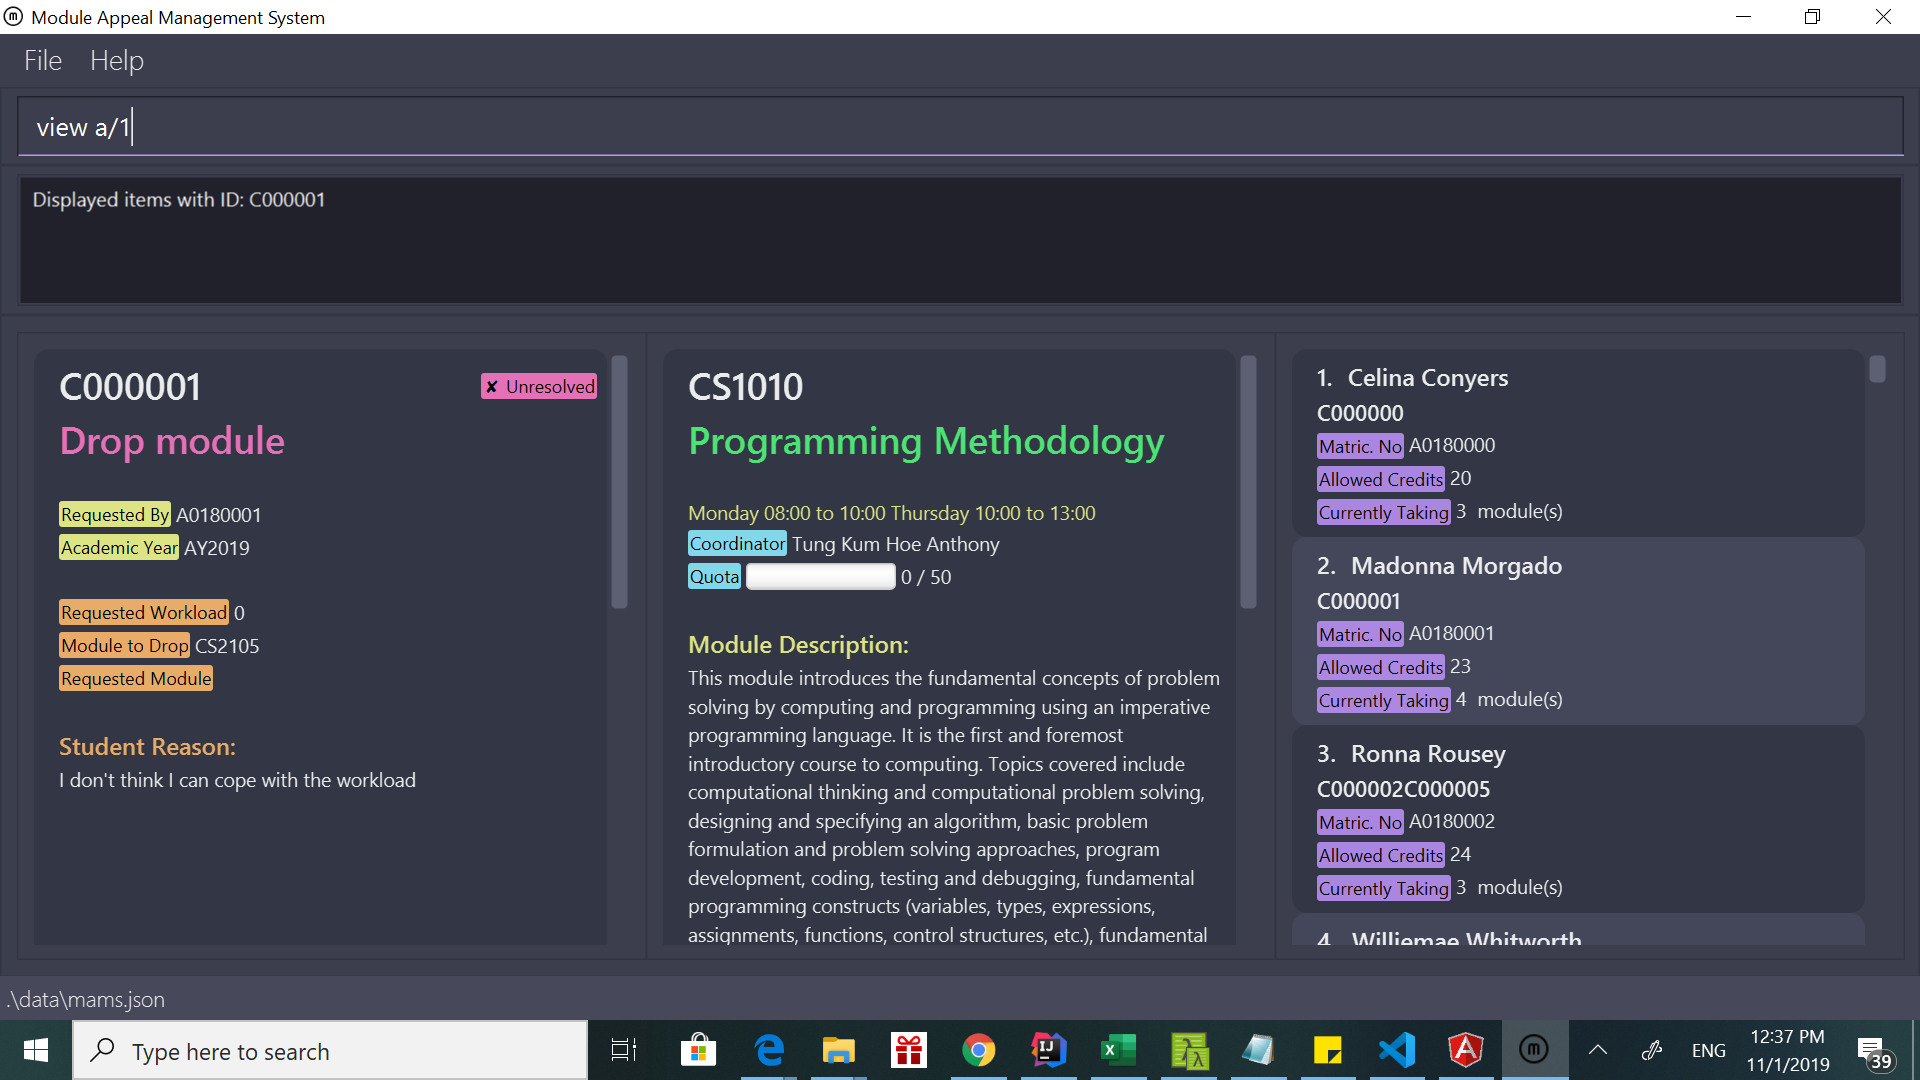 Module Appeal Management System
File Help
view a/1
Displayed items with ID: C000001
C000001
✘ Unresolved
Drop module
Requested By A0180001
Academic Year AY2019
Requested Workload 0
Module to Drop CS2105
Requested Module
Student Reason:
I don't think I can cope with the workload
CS1010
Programming Methodology
Monday 08:00 to 10:00 Thursday 10:00 to 13:00
Coordinator Tung Kum Hoe Anthony
Quota 0 / 50
Module Description:
This module introduces the fundamental concepts of problem
solving by computing and programming using an imperative
programming language. It is the first and foremost
introductory course to computing. Topics covered include
computational thinking and computational problem solving,
designing and specifying an algorithm, basic problem
formulation and problem solving approaches, program
development, coding, testing and debugging, fundamental
programming constructs (variables, types, expressions,
assignments, functions, control structures, etc.), fundamental
1. Celina Conyers
C000000
Matric. No A0180000
Allowed Credits 20
Currently Taking 3 module(s)
2. Madonna Morgado
C000001
Matric. No A0180001
Allowed Credits 23
Currently Taking 4 module(s)
3. Ronna Rousey
C000002C000005
Matric. No A0180002
Allowed Credits 24
Currently Taking 3 module(s)
4. Williemae Whitworth
.\data\mams.json
Type here to search
ENG
12:37 PM
11/1/2019
39